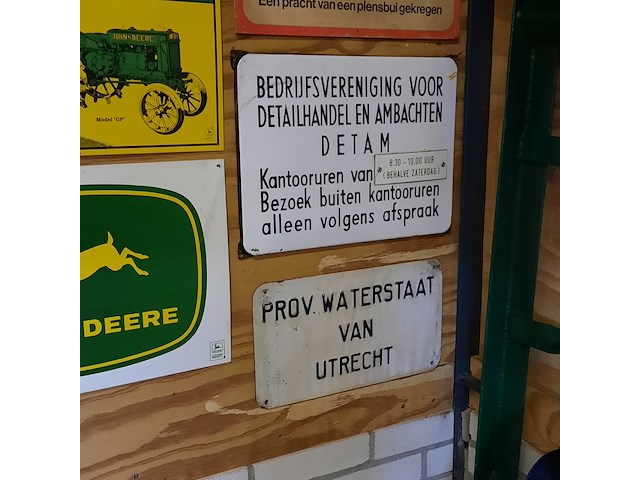 Een pracht van een plensbui gekregen
JOHN DEERE
Model "GP"
BEDRIJFSVERENIGING VOOR
DETAILHANDEL EN AMBACHTEN
DETAM
Kantooruren van
8.30 - 10.00 UUR
(BEHALVE ZATERDAG)
Bezoek buiten kantooruren
alleen volgens afspraak
DEERE
PROV. WATERSTAAT
VAN
UTRECHT